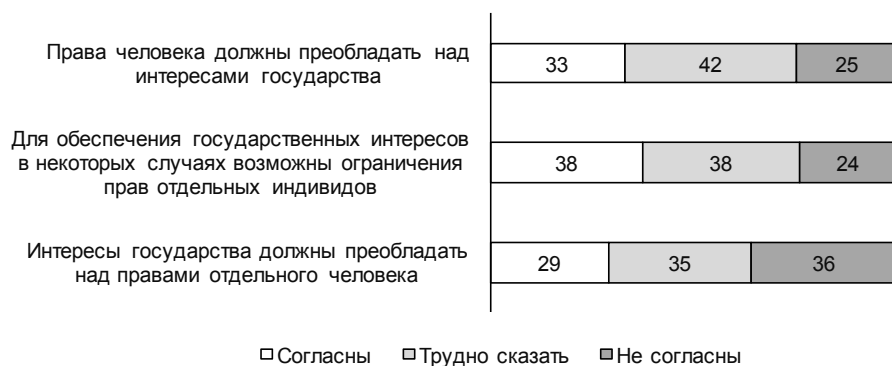 Права человека должны преобладать над
интересами государства
33 42 25
Для обеспечения государственных интересов
в некоторых случаях возможны ограничения
прав отдельных индивидов
38 38 24
Интересы государства должны преобладать
над правами отдельного человека
29 35 36
Согласны Трудно сказать Не согласны